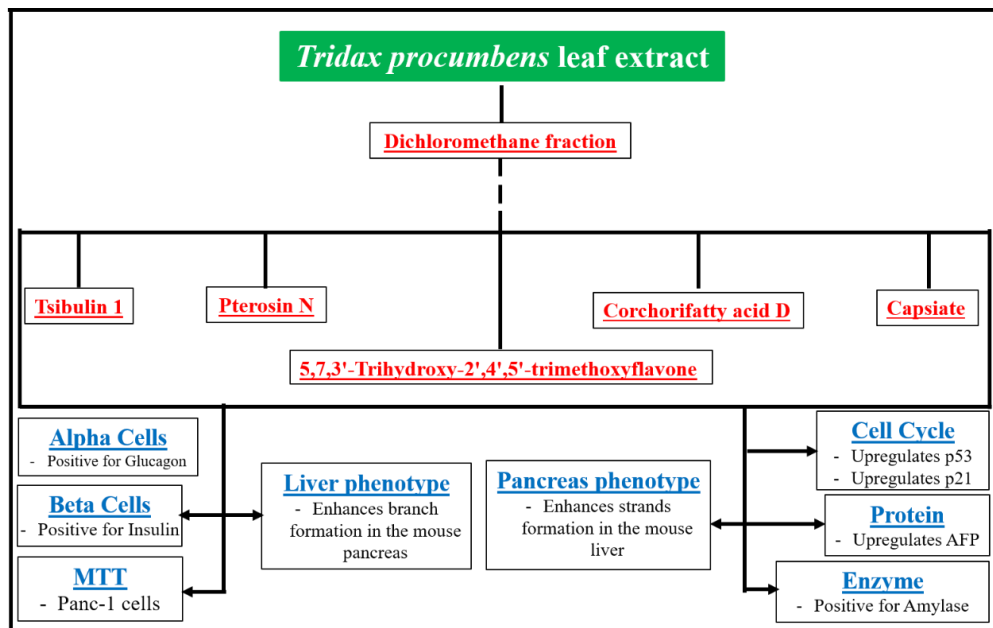 Tridax procumbens leaf extract
Dichloromethane fraction
Tsibulin 1
Pterosin N
Corchorifatty acid D
Capsiate
5,7,3'-Trihydroxy-2',4',5'-trimethoxyflavone
Alpha Cells
- Positive for Glucagon
Beta Cells
- Positive for Insulin
MTT
- Panc-1 cells
Liver phenotype
- Enhances branch
formation in the mouse
pancreas
Pancreas phenotype
- Enhances strands
formation in the mouse
liver
Cell Cycle
- Upregulates p53
- Upregulates p21
Protein
- Upregulates AFP
Enzyme
- Positive for Amylase